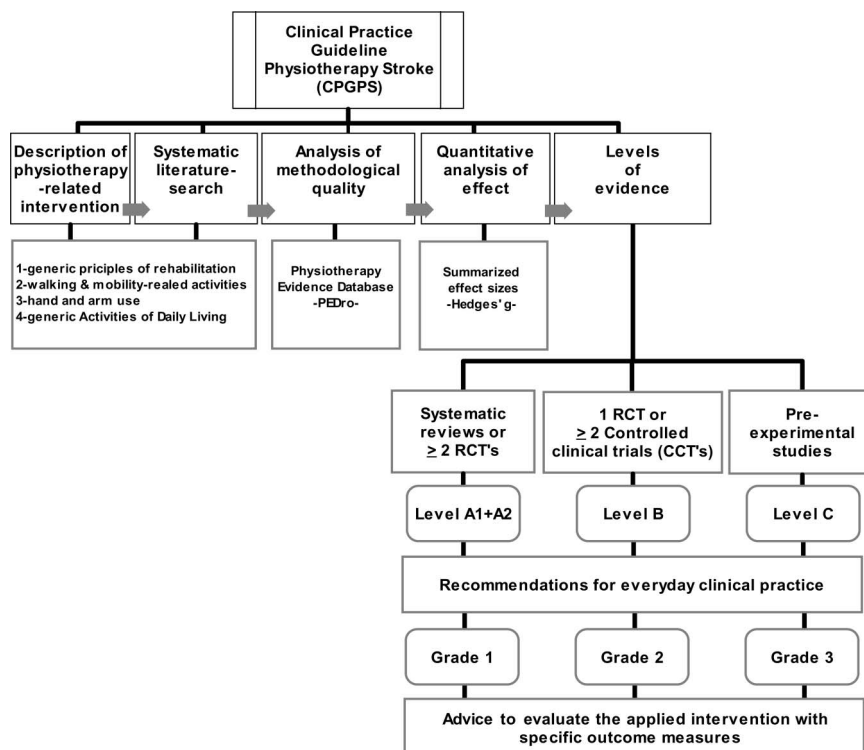 Clinical Practice
Guideline
Physiotherapy Stroke
(CPGPS)
Description of
physiotherapy
-related
intervention
Systematic
literature-
search
Analysis of
methodological
quality
Quantitative
analysis of
effect
Levels
of
evidence
1-generic priciples of rehabilitation
2-walking & mobility-realed activities
3-hand and arm use
4-generic Activities of Daily Living
Physiotherapy
Evidence Database
-PEDro-
Summarized
effect sizes
-Hedges' g-
Systematic
reviews or
≥ 2 RCT's
1 RCT or
≥ 2 Controlled
clinical trials (CCT's)
Pre-
experimental
studies
Level A1+A2
Level B
Level C
Recommendations for everyday clinical practice
Grade 1
Grade 2
Grade 3
Advice to evaluate the applied intervention with
specific outcome measures